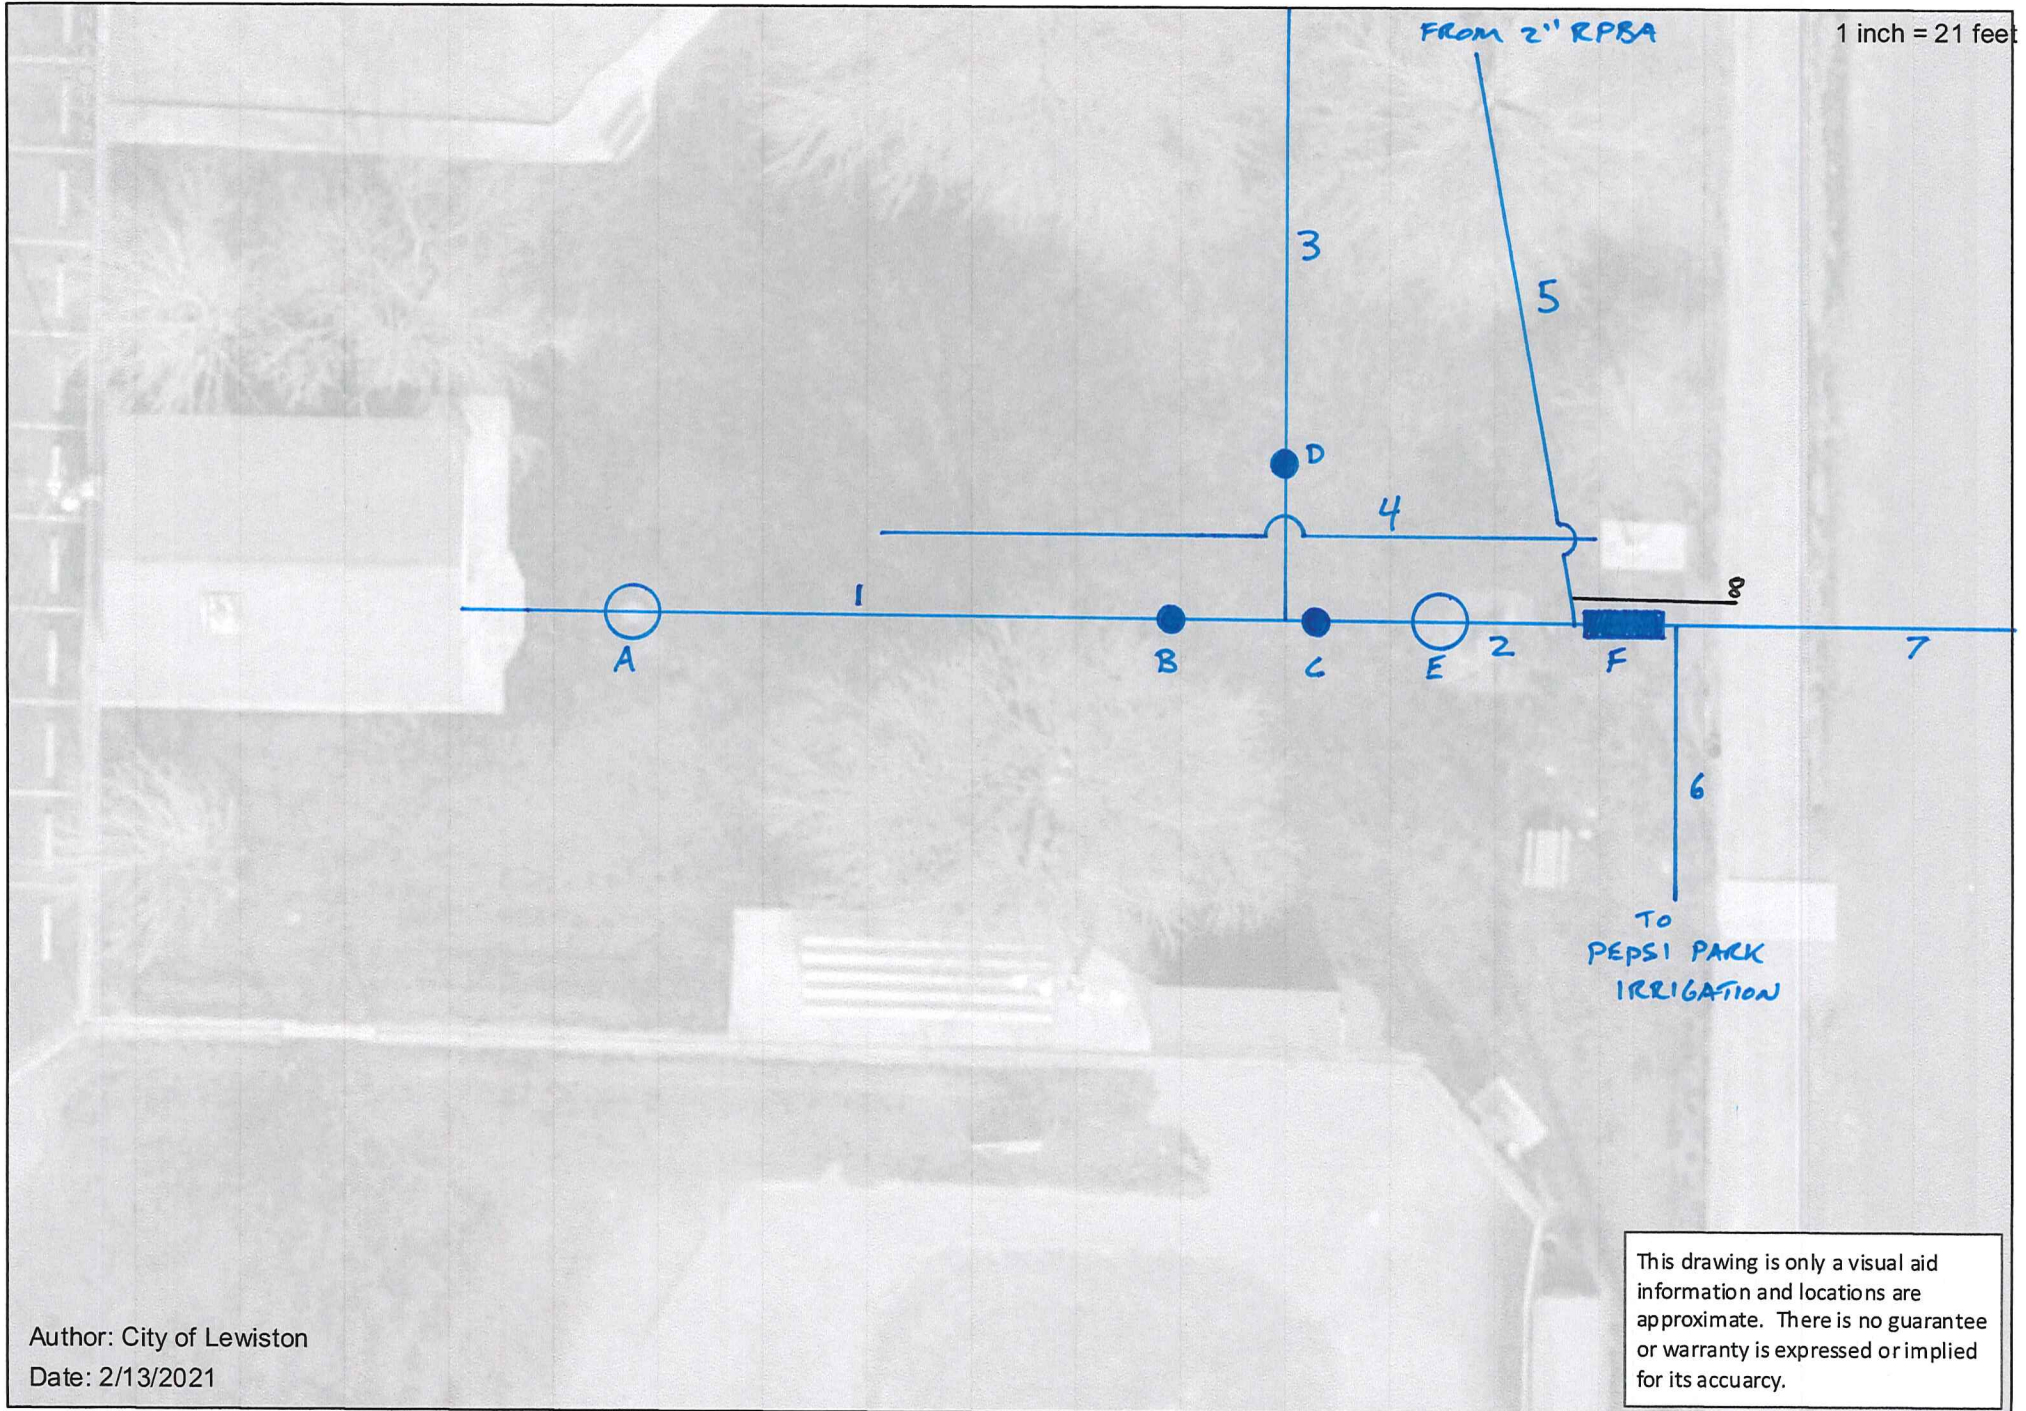 FROM 2" RPBA
1 inch = 21 feet
3
5
D
4
8
1
A
B
C
E
2
F
7
6
TO
PEPSI PARK
IRRIGATION
This drawing is only a visual aid
information and locations are
approximate. There is no guarantee
or warranty is expressed or implied
for its accuarcy.
Author: City of Lewiston
Date: 2/13/2021